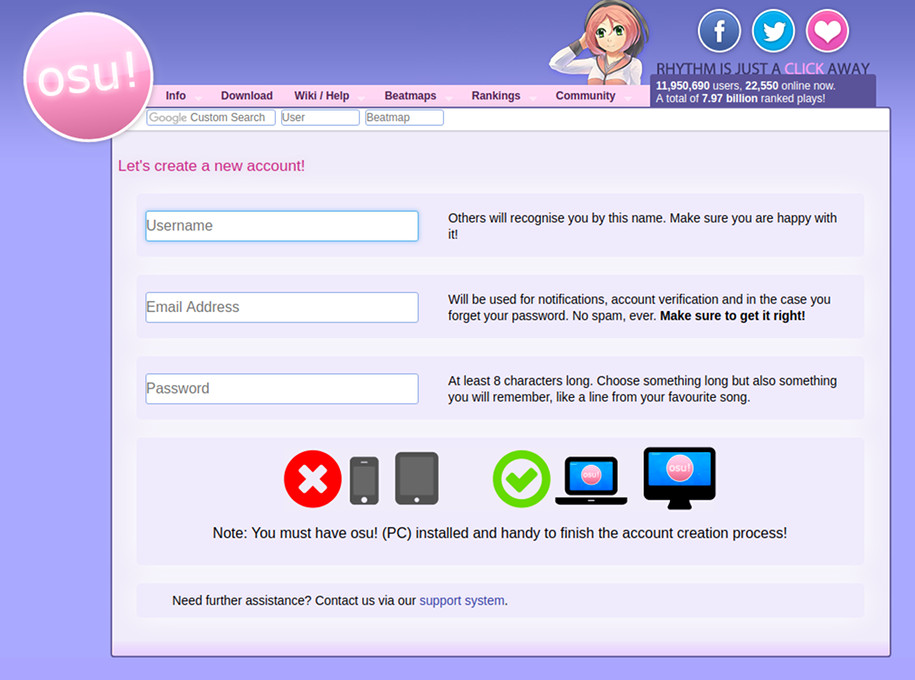 osu!
RHYTHM IS JUST A CLICK AWAY
Info Download Wiki / Help Beatmaps Rankings Community
11,950,690 users, 22,550 online now.
A total of 7.97 billion ranked plays!
Google Custom Search User Beatmap
Let's create a new account!
Username
Others will recognise you by this name. Make sure you are happy with
it!
Email Address
Will be used for notifications, account verification and in the case you
forget your password. No spam, ever. Make sure to get it right!
Password
At least 8 characters long. Choose something long but also something
you will remember, like a line from your favourite song.
osu! osu!
Note: You must have osu! (PC) installed and handy to finish the account creation process!
Need further assistance? Contact us via our support system.